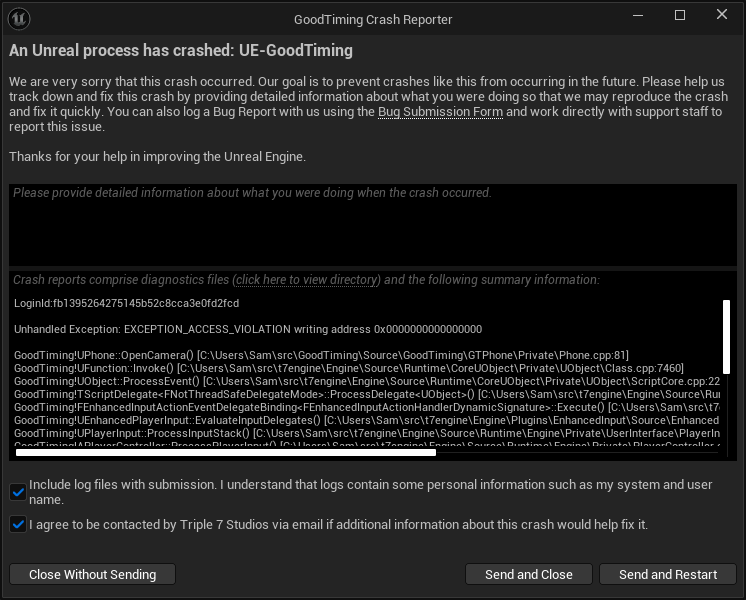 GoodTiming Crash Reporter
An Unreal process has crashed: UE-GoodTiming
We are very sorry that this crash occurred. Our goal is to prevent crashes like this from occurring in the future. Please help us
track down and fix this crash by providing detailed information about what you were doing so that we may reproduce the crash
and fix it quickly. You can also log a Bug Report with us using the Bug Submission Form and work directly with support staff to
report this issue.
Thanks for your help in improving the Unreal Engine.
Please provide detailed information about what you were doing when the crash occurred.
Crash reports comprise diagnostics files (click here to view directory) and the following summary information:
LoginId:fb1395264275145b52c8cca3e0fd2fcd
Unhandled Exception: EXCEPTION_ACCESS_VIOLATION writing address 0x0000000000000000
GoodTiming!UPhone::OpenCamera() [C:\Users\Sam\src\GoodTiming\Source\GoodTiming\GTPhone\Private\Phone.cpp:81]
GoodTiming!UFunction::Invoke() [C:\Users\Sam\src\t7engine\Engine\Source\Runtime\CoreUObject\Private\UObject\Class.cpp:7460]
GoodTiming!UObject::ProcessEvent() [C:\Users\Sam\src\t7engine\Engine\Source\Runtime\CoreUObject\Private\UObject\ScriptCore.cpp:22
GoodTiming!TScriptDelegate<FNotThreadSafeDelegateMode>::ProcessDelegate<UObject>() [C:\Users\Sam\src\t7engine\Engine\Source\Run
GoodTiming!FEnhancedInputActionEventDelegateBinding<FEnhancedInputActionHandlerDynamicSignature>::Execute() [C:\Users\Sam\src\t7
GoodTiming!UEnhancedPlayerInput::EvaluateInputDelegates() [C:\Users\Sam\src\t7engine\Engine\Plugins\EnhancedInput\Source\Enhanced
GoodTiming!UPlayerInput::ProcessInputStack() [C:\Users\Sam\src\t7engine\Engine\Source\Runtime\Engine\Private\UserInterface\PlayerIn
GoodTiming!APlayerController::ProcessPlayerInput() [C:\Users\Sam\src\t7engine\Engine\Source\Runtime\Engine\Private\PlayerController.c
Include log files with submission. I understand that logs contain some personal information such as my system and user
name.
I agree to be contacted by Triple 7 Studios via email if additional information about this crash would help fix it.
Close Without Sending
Send and Close
Send and Restart